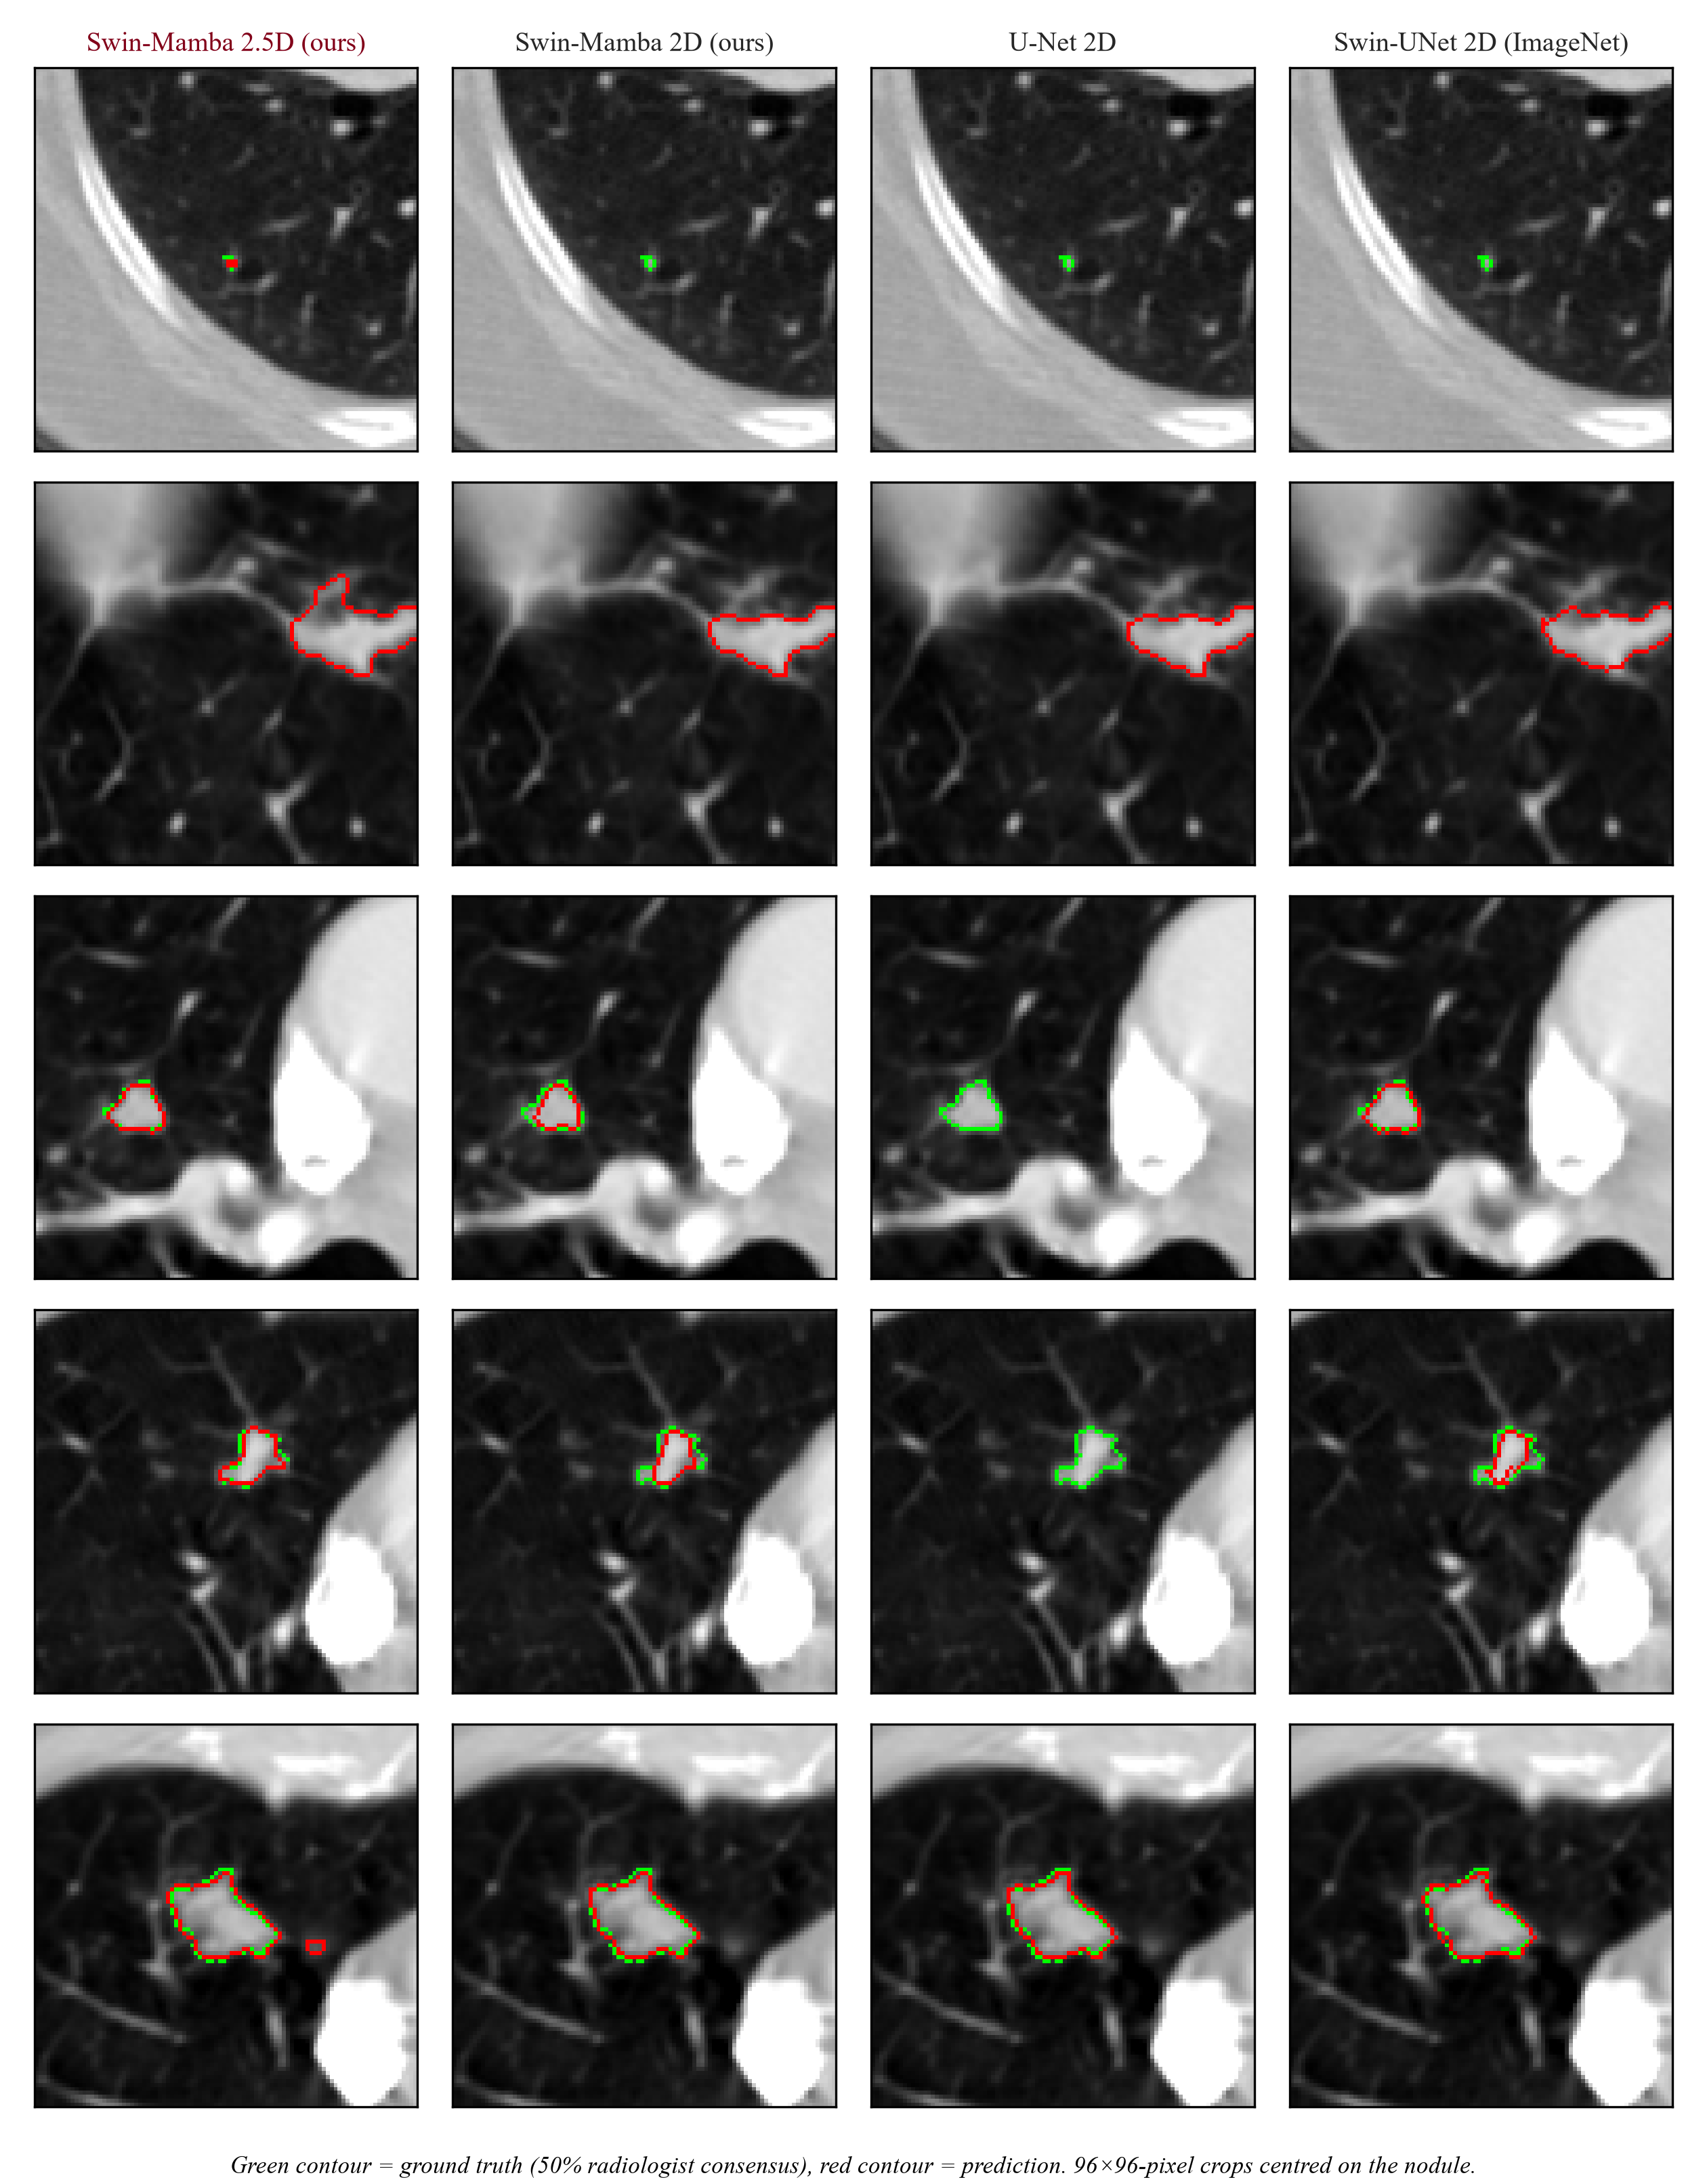 Swin-Mamba 2.5D (ours)
Swin-Mamba 2D (ours)
U-Net 2D
Swin-UNet 2D (ImageNet)
Green contour = ground truth (50% radiologist consensus), red contour = prediction. 96×96-pixel crops centred on the nodule.